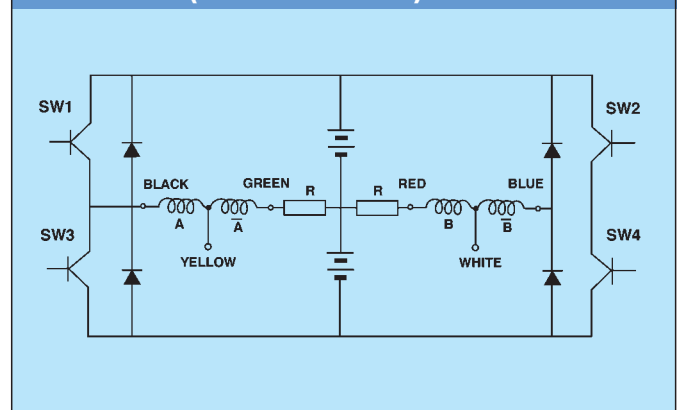 SW1
SW2
BLACK
GREEN
R
R
RED
BLUE
A
A̅
B
B̅
SW3
SW4
YELLOW
WHITE